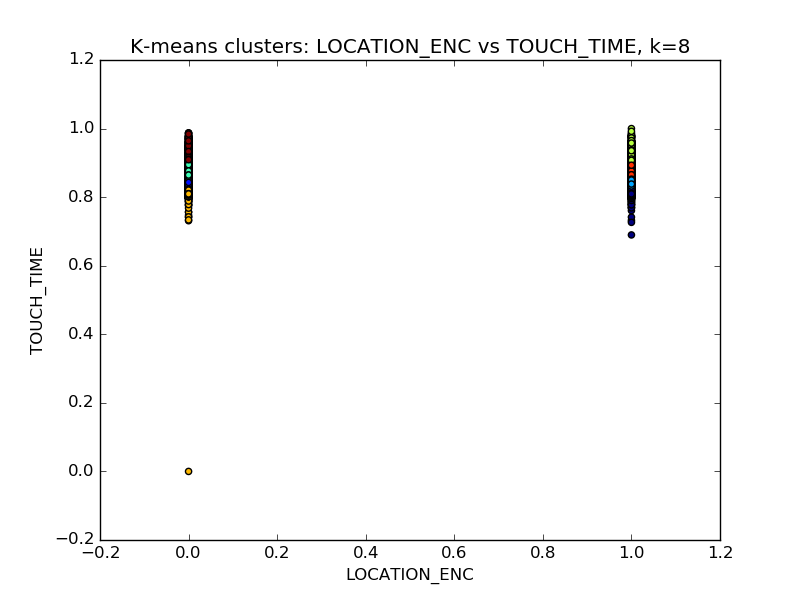 K-means clusters: LOCATION_ENC vs TOUCH_TIME, k=8
1.2
1.0
0.8
0.6
0.4
0.2
0.0
−0.2
TOUCH_TIME
−0.2 0.0 0.2 0.4 0.6 0.8 1.0 1.2
LOCATION_ENC